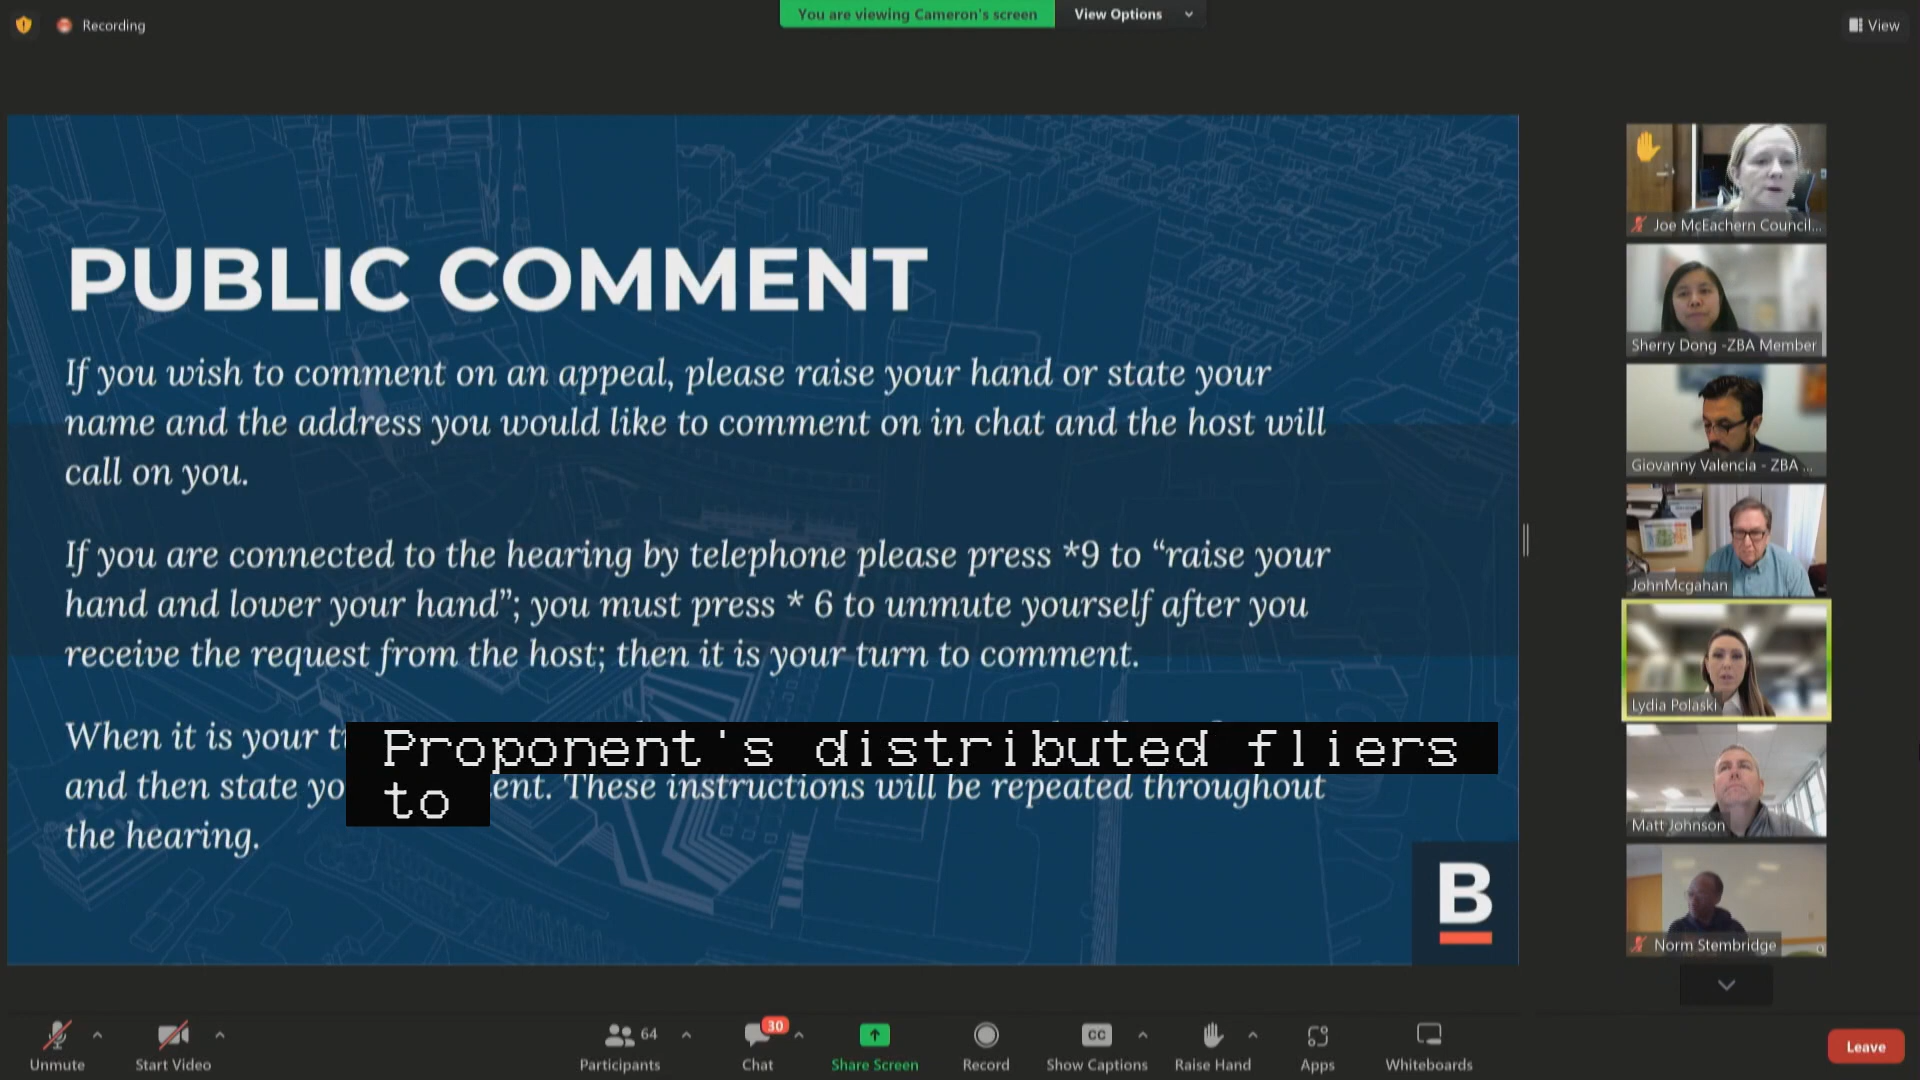 Recording
You are viewing Cameron's screen
View Options
View
PUBLIC COMMENT
If you wish to comment on an appeal, please raise your hand or state your
name and the address you would like to comment on in chat and the host will
call on you.
If you are connected to the hearing by telephone please press *9 to “raise your
hand and lower your hand”; you must press * 6 to unmute yourself after you
receive the request from the host; then it is your turn to comment.
When it is your
and then state These instructions will be repeated throughout
the hearing.
Proponent's distributed fliers
to
B
Joe McEachern Council...
Sherry Dong -ZBA Member
Giovanny Valencia - ZBA ...
JohnMcgahan
Lydia Polaski
Matt Johnson
Norm Stembridge
Unmute
Start Video
64
Participants
30
Chat
Share Screen
Record
CC
Show Captions
Raise Hand
Apps
Whiteboards
Leave